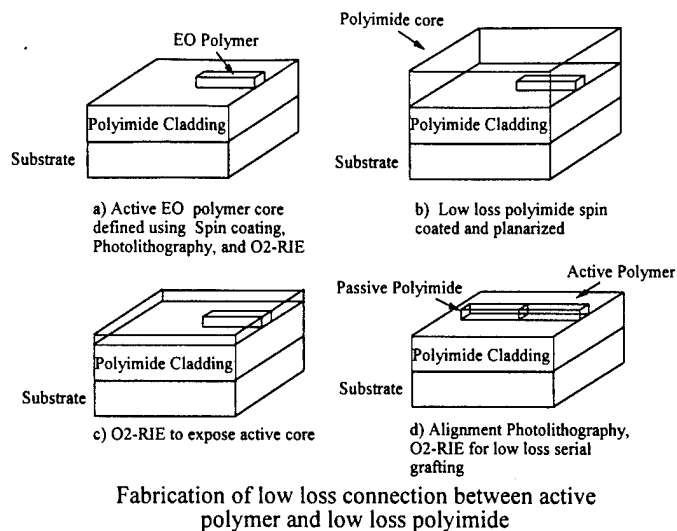 EO Polymer
Polyimide Cladding
Substrate
a) Active EO polymer core
defined using Spin coating,
Photolithography, and O2-RIE
Polyimide core
Polyimide Cladding
Substrate
b) Low loss polyimide spin
coated and planarized
Polyimide Cladding
Substrate
c) O2-RIE to expose active core
Passive Polyimide
Active Polymer
Polyimide Cladding
Substrate
d) Alignment Photolithography,
O2-RIE for low loss serial
grafting
Fabrication of low loss connection between active
polymer and low loss polyimide